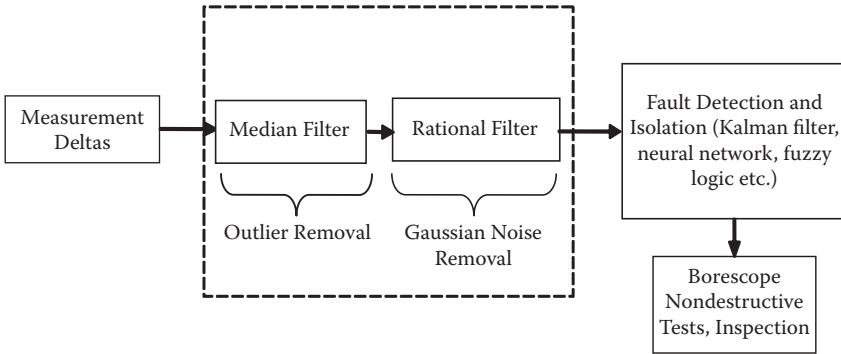 Measurement
Deltas
Median Filter
Rational Filter
Outlier Removal
Gaussian Noise
Removal
Fault Detection and
Isolation (Kalman filter,
neural network, fuzzy
logic etc.)
Borescope
Nondestructive
Tests, Inspection